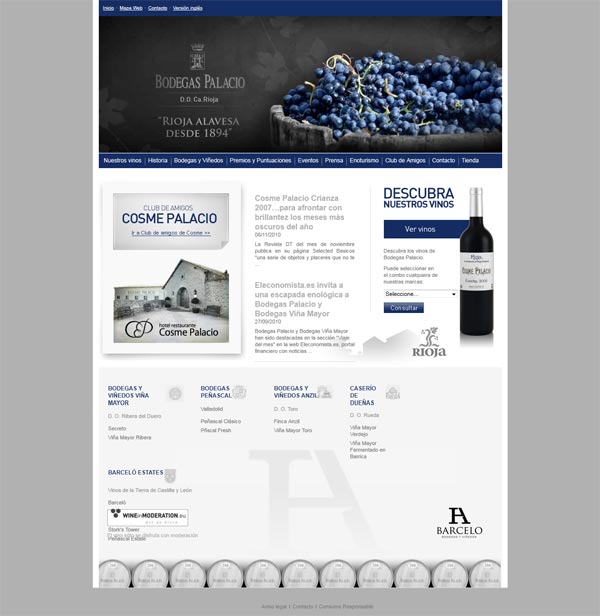 Inicio · Mapa Web · Contacto · Versión inglés
BODEGAS PALACIO
D.O. Ca. Rioja
"RIOJA ALAVESA
DESDE 1894"
Nuestros vinos | Historia | Bodegas y Viñedos | Premios y Puntuaciones | Eventos | Prensa | Enoturismo | Club de Amigos | Contacto | Tienda
CLUB DE AMIGOS
COSME PALACIO
Ir a Club de amigos de Cosme >>
hotel restaurante
Cosme Palacio
Cosme Palacio Crianza
2007…para afrontar con
brillantez los meses más
oscuros del año
06/11/2010
La Revista DT del mes de noviembre
publica en su página Selected Basicos
"una serie de objetos y placeres que no te
...
Eleconomista.es invita a
una escapada enológica a
Bodegas Palacio y
Bodegas Viña Mayor
27/09/2010
Bodegas Palacio y Bodegas Viña Mayor
han sido destacadas en la sección "Viaje
del mes" en la web Eleconomista.es, portal
financiero con noticias ...
DESCUBRA
NUESTROS VINOS
Ver vinos
Descubra los vinos de
Bodegas Palacio.
Puede seleccionar en
el combo cualquiera de
nuestras marcas:
Seleccione...
Consultar
Rioja
COSME PALACIO
RIOJA
BODEGAS Y
VIÑEDOS VIÑA
MAYOR
D. O. Ribera del Duero
Secreto
Viña Mayor Ribera
BODEGAS
PEÑASCAL
Valladolid
Peñascal Clásico
Pñscal Fresh
BODEGAS Y
VIÑEDOS ANZIL
D. O. Toro
Finca Anzil
Viña Mayor Toro
CASERÍO
DE
DUEÑAS
D. O. Rueda
Viña Mayor
Verdejo
Viña Mayor
Fermentado en
Barrica
BARCELÓ ESTATES
Vinos de la Tierra de Castilla y León
Barceló
WINEinMODERATION.eu
Stork's Tower
El vino sólo se disfruta con moderación
Peñascal Estate
BARCELO
BODEGAS Y VIÑEDOS
Aviso legal | Contacto | Consumo Responsable